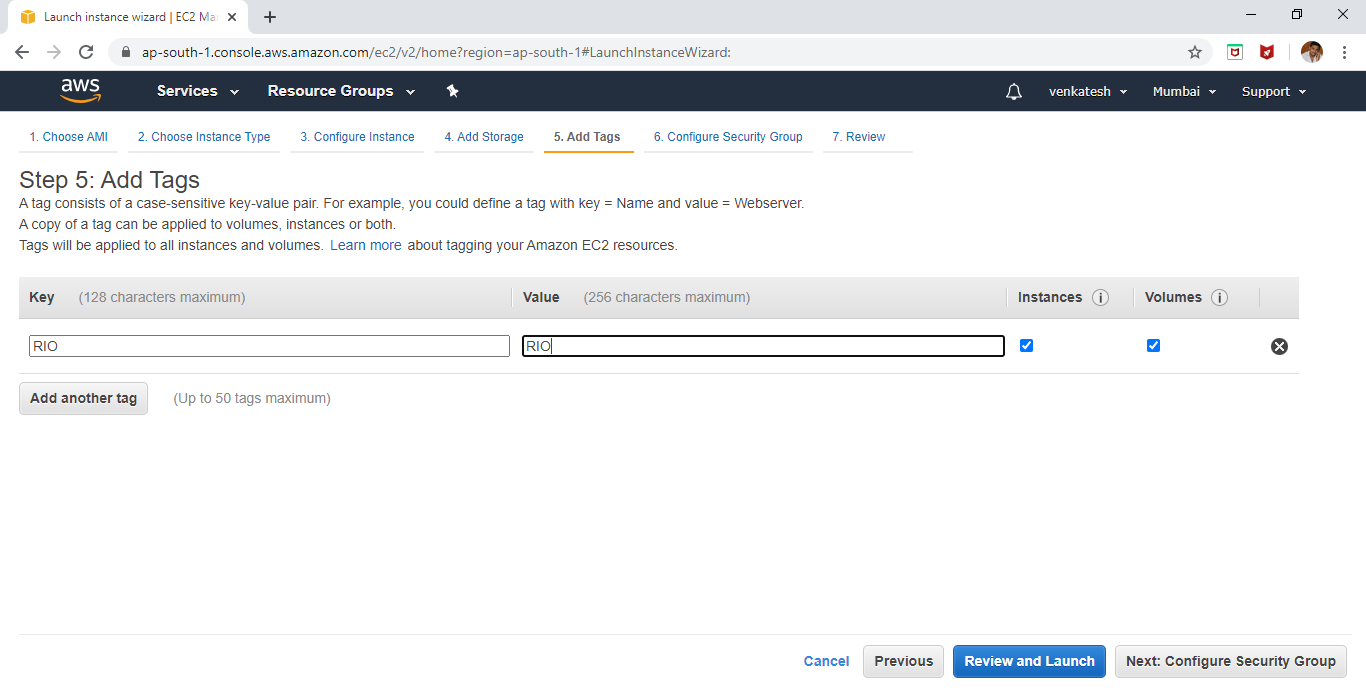 Launch instance wizard | EC2 Mar
ap-south-1.console.aws.amazon.com/ec2/v2/home?region=ap-south-1#LaunchInstanceWizard:
aws Services Resource Groups venkatesh Mumbai Support
1. Choose AMI 2. Choose Instance Type 3. Configure Instance 4. Add Storage 5. Add Tags 6. Configure Security Group 7. Review
Step 5: Add Tags
A tag consists of a case-sensitive key-value pair. For example, you could define a tag with key = Name and value = Webserver.
A copy of a tag can be applied to volumes, instances or both.
Tags will be applied to all instances and volumes. Learn more about tagging your Amazon EC2 resources.
Key (128 characters maximum) Value (256 characters maximum) Instances i Volumes i
RIO RIO
Add another tag (Up to 50 tags maximum)
Cancel Previous Review and Launch Next: Configure Security Group